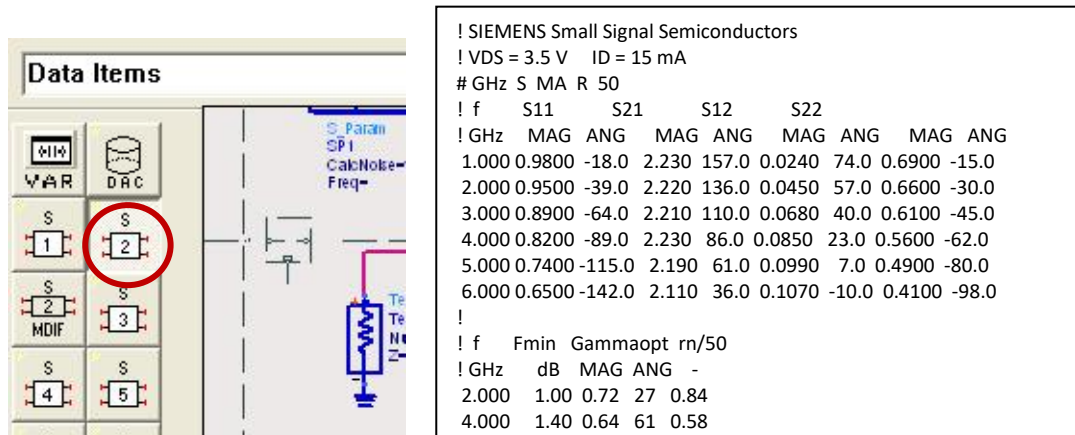 Data Items
VAR
DAC
S
1
S
2
S
2
MDIF
S
3
S
4
S
5
S_Param
SP1
CalcNoise=
Freq=
Te
Te
Z=
! SIEMENS Small Signal Semiconductors
! VDS = 3.5 V ID = 15 mA
# GHz S MA R 50
! f S11 S21 S12 S22
! GHz MAG ANG MAG ANG MAG ANG MAG ANG
1.000 0.9800 -18.0 2.230 157.0 0.0240 74.0 0.6900 -15.0
2.000 0.9500 -39.0 2.220 136.0 0.0450 57.0 0.6600 -30.0
3.000 0.8900 -64.0 2.210 110.0 0.0680 40.0 0.6100 -45.0
4.000 0.8200 -89.0 2.230 86.0 0.0850 23.0 0.5600 -62.0
5.000 0.7400 -115.0 2.190 61.0 0.0990 7.0 0.4900 -80.0
6.000 0.6500 -142.0 2.110 36.0 0.1070 -10.0 0.4100 -98.0
!
! f Fmin Gammaopt rn/50
! GHz dB MAG ANG -
2.000 1.00 0.72 27 0.84
4.000 1.40 0.64 61 0.58